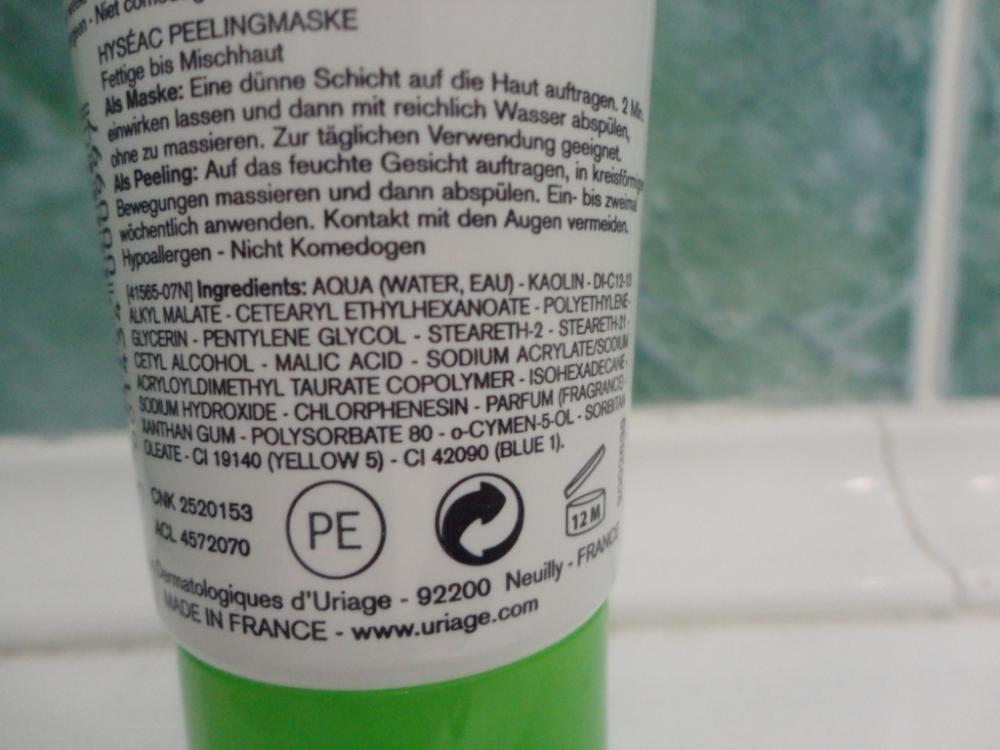 - Niet
HYSÉAC PEELINGMASKE
Fettige bis Mischhaut
Als Maske: Eine dünne Schicht auf die Haut auftragen. 2 Min.
einwirken lassen und dann mit reichlich Wasser abspülen,
ohne zu massieren. Zur täglichen Verwendung geeignet.
Als Peeling: Auf das feuchte Gesicht auftragen, in kreisförmige
Bewegungen massieren und dann abspülen. Ein- bis zweimal
wöchentlich anwenden. Kontakt mit den Augen vermeiden.
Hypoallergen - Nicht Komedogen
[41565-07N] Ingredients: AQUA (WATER, EAU) - KAOLIN - DI-C12-13
ALKYL MALATE - CETEARYL ETHYLHEXANOATE - POLYETHYLENE -
GLYCERIN - PENTYLENE GLYCOL - STEARETH-2 - STEARETH-21 -
CETYL ALCOHOL - MALIC ACID - SODIUM ACRYLATE/SODIUM
ACRYLOYLDIMETHYL TAURATE COPOLYMER - ISOHEXADECANE -
SODIUM HYDROXIDE - CHLORPHENESIN - PARFUM (FRAGRANCE) -
XANTHAN GUM - POLYSORBATE 80 - o-CYMEN-5-OL - SORBITAN
OLEATE - CI 19140 (YELLOW 5) - CI 42090 (BLUE 1).
CNK 2520153
ACL 4572070
PE
12 M
Dermatologiques d'Uriage - 92200 Neuilly - FRANCE
MADE IN FRANCE - www.uriage.com